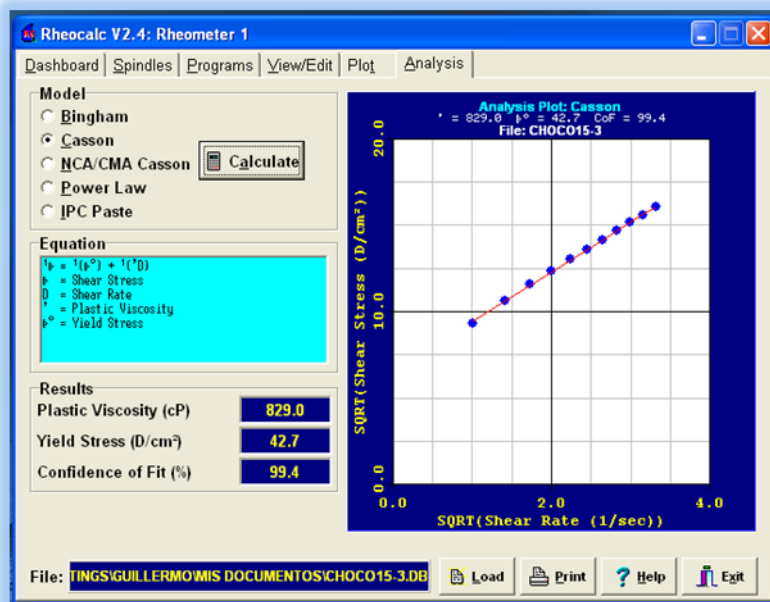 Rheocalc V2.4: Rheometer 1
Dashboard Spindles Programs View/Edit Plot Analysis
Model
Bingham
Casson
NCA/CMA Casson
Power Law
IPC Paste
Calculate
Equation
= Shear Stress
D = Shear Rate
' = Plastic Viscosity
= Yield Stress
Results
Plastic Viscosity (cP) 829.0
Yield Stress (D/cm²) 42.7
Confidence of Fit (%) 99.4
Analysis Plot: Casson
' = 829.0 = 42.7 CoF = 99.4
File: CHOCO15-3
SQRT(Shear Stress (D/cm²))
20.0
10.0
0.0
0.0 2.0 4.0
SQRT(Shear Rate (1/sec))
File: TINGS\GUILLERMO\MIS DOCUMENTOS\CHOCO15-3.DB
Load Print Help Exit